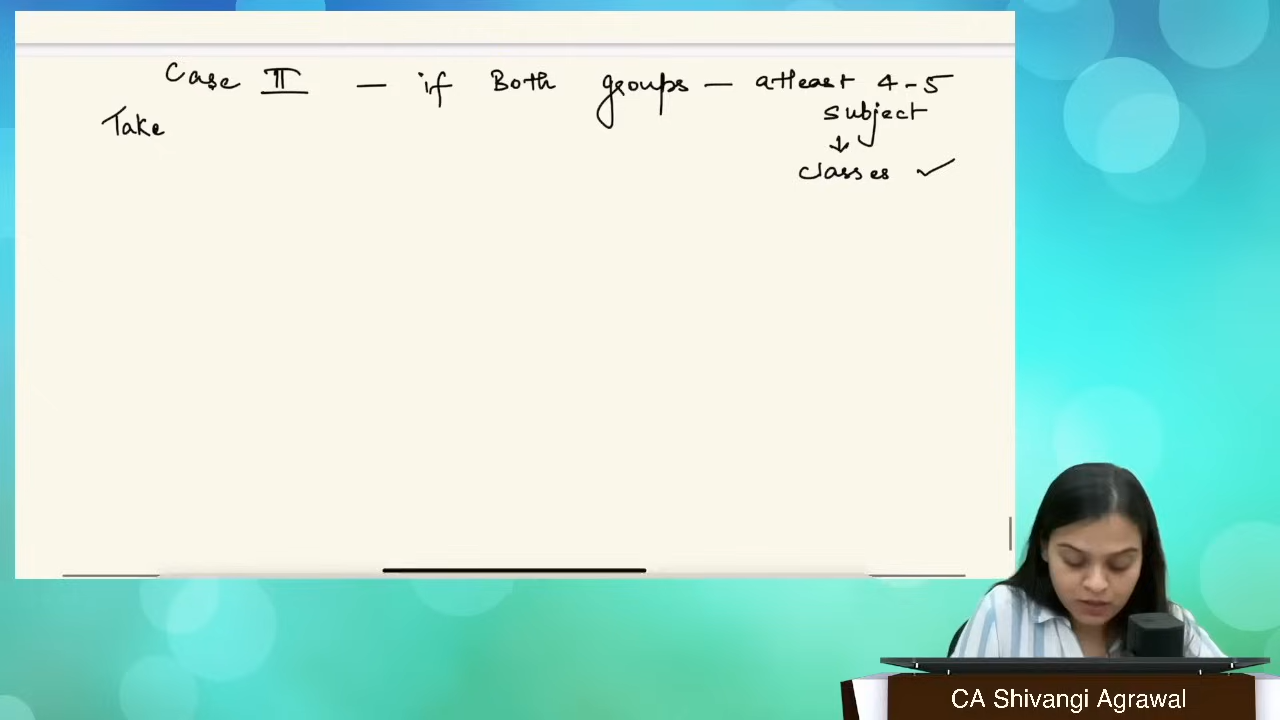 Case II — if Both groups — atleast 4-5
subject
Take
↓
classes ✓
CA Shivangi Agrawal